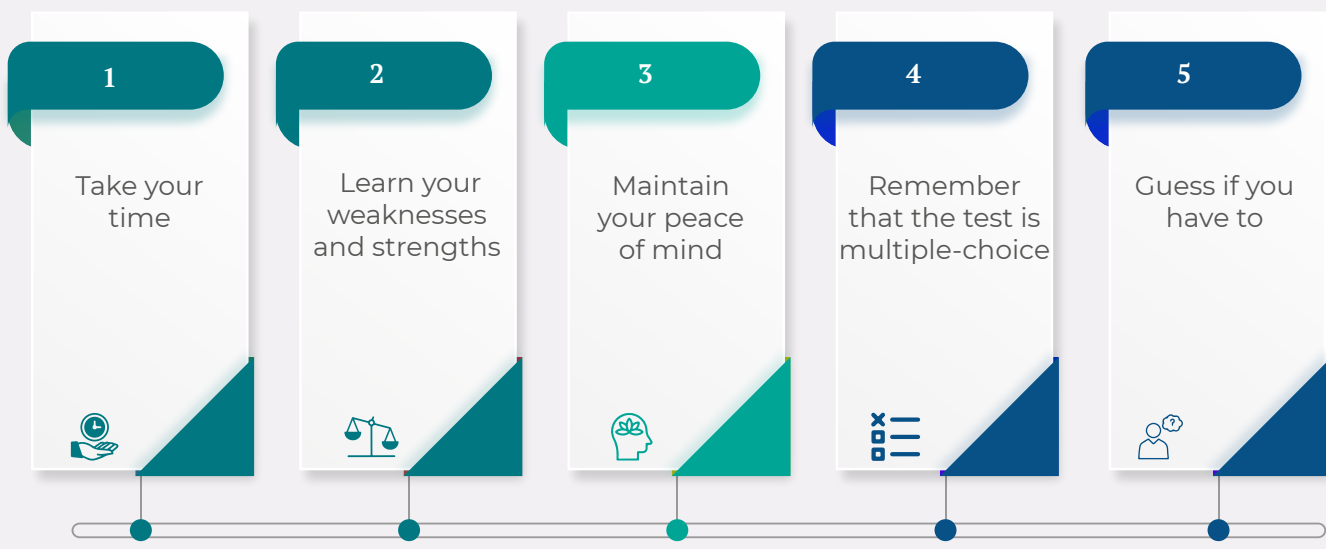 1
Take your
time
2
Learn your
weaknesses
and strengths
3
Maintain
your peace
of mind
4
Remember
that the test is
multiple-choice
5
Guess if you
have to
?